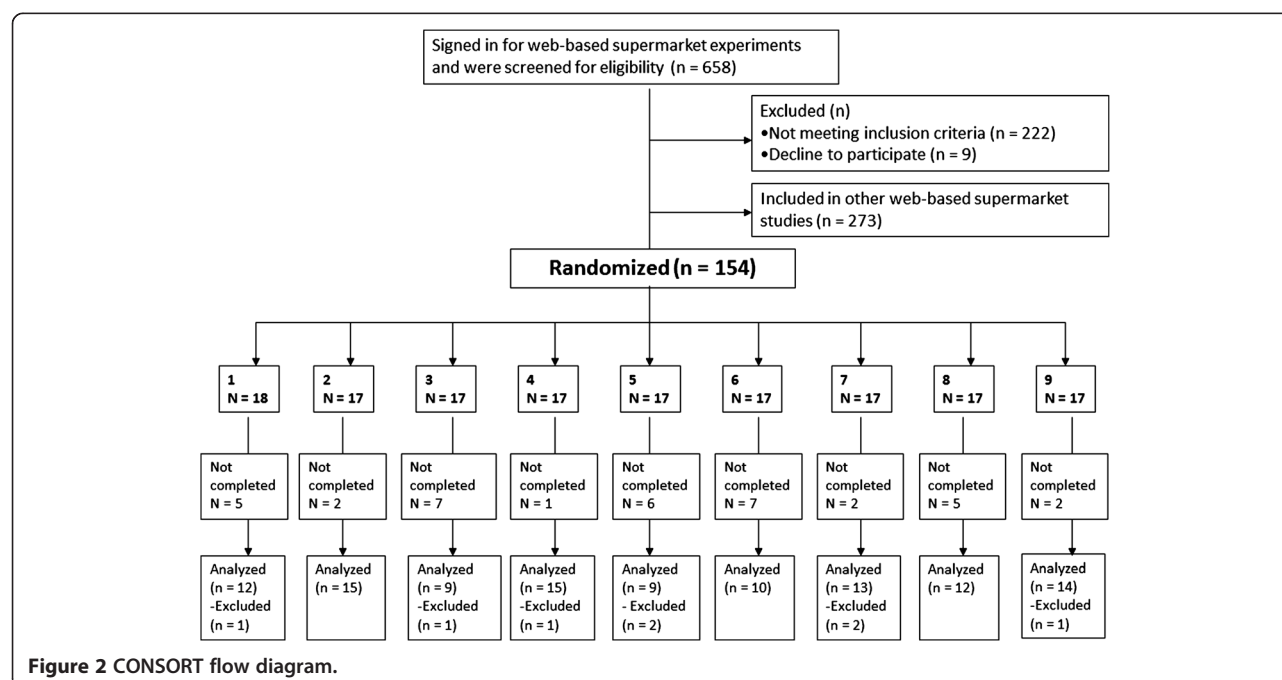 Signed in for web-based supermarket experiments
and were screened for eligibility (n = 658)
Excluded (n)
•Not meeting inclusion criteria (n = 222)
•Decline to participate (n = 9)
Included in other web-based supermarket
studies (n = 273)
Randomized (n = 154)
1
N = 18
2
N = 17
3
N = 17
4
N = 17
5
N = 17
6
N = 17
7
N = 17
8
N = 17
9
N = 17
Not
completed
N = 5
Not
completed
N = 2
Not
completed
N = 7
Not
completed
N = 1
Not
completed
N = 6
Not
completed
N = 7
Not
completed
N = 2
Not
completed
N = 5
Not
completed
N = 2
Analyzed
(n = 12)
-Excluded
(n = 1)
Analyzed
(n = 15)
Analyzed
(n = 9)
-Excluded
(n = 1)
Analyzed
(n = 15)
-Excluded
(n = 1)
Analyzed
(n = 9)
- Excluded
(n = 2)
Analyzed
(n = 10)
Analyzed
(n = 13)
-Excluded
(n = 2)
Analyzed
(n = 12)
Analyzed
(n = 14)
-Excluded
(n = 1)
Figure 2 CONSORT flow diagram.